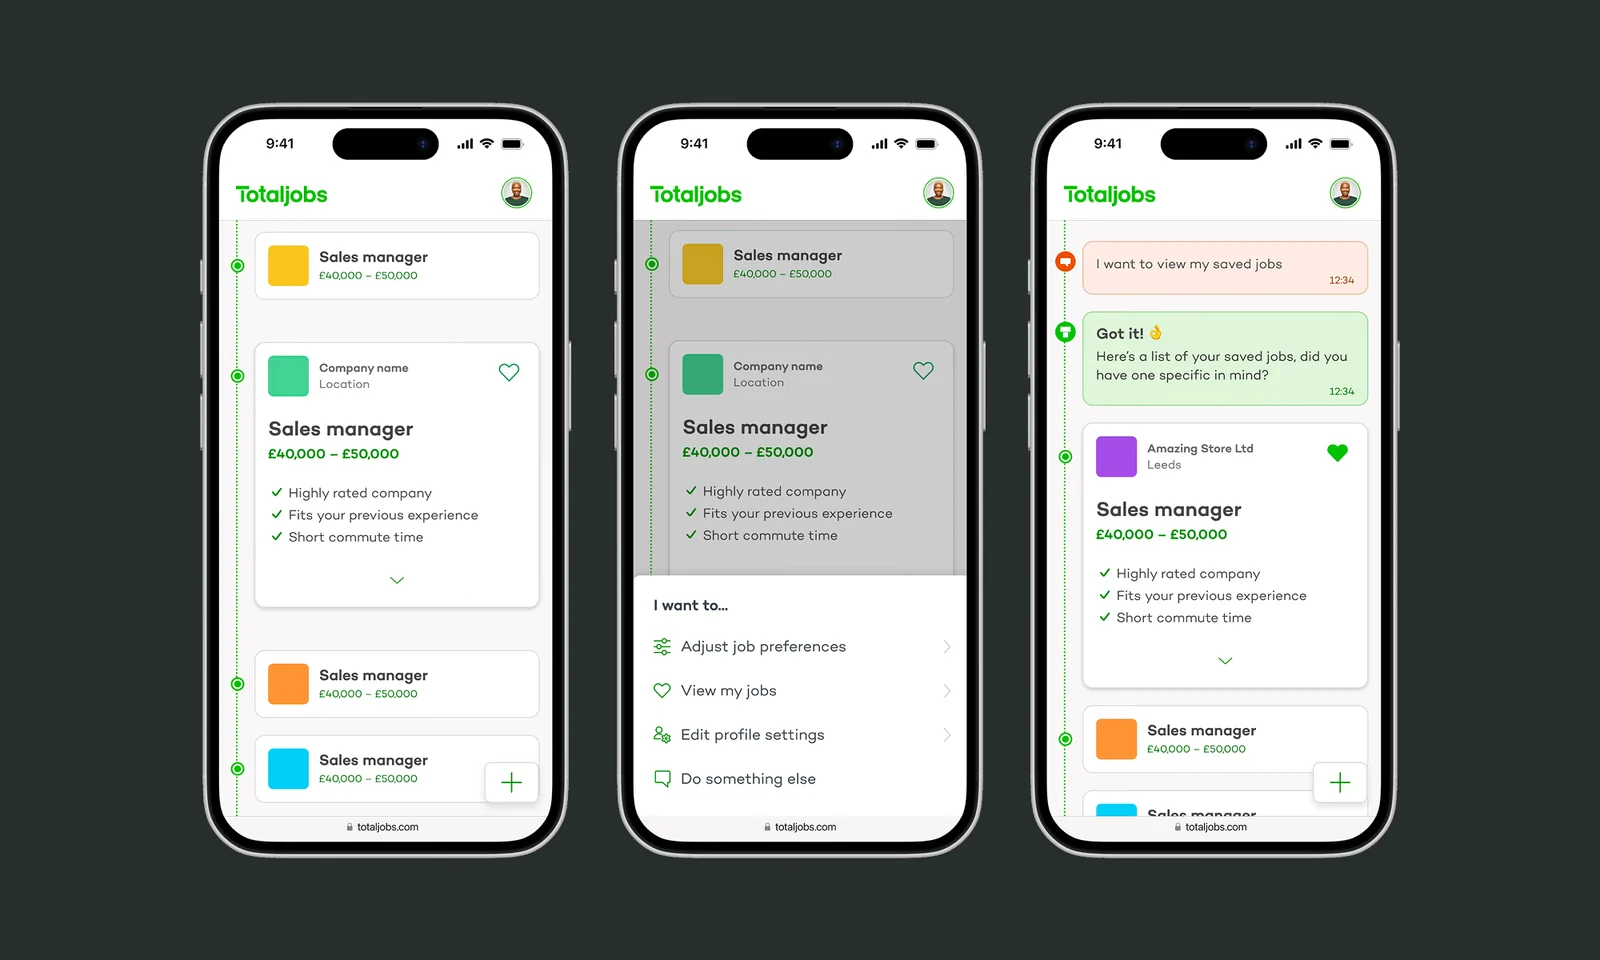 9:41
Totaljobs
Sales manager
£40,000 – £50,000
Company name
Location
Sales manager
£40,000 – £50,000
Highly rated company
Fits your previous experience
Short commute time
Sales manager
£40,000 – £50,000
Sales manager
£40,000 – £50,000
totaljobs.com
9:41
Totaljobs
Sales manager
£40,000 – £50,000
Company name
Location
Sales manager
£40,000 – £50,000
Highly rated company
Fits your previous experience
Short commute time
I want to...
Adjust job preferences
View my jobs
Edit profile settings
Do something else
totaljobs.com
9:41
Totaljobs
I want to view my saved jobs
12:34
Got it! 👌
Here's a list of your saved jobs, did you
have one specific in mind?
12:34
Amazing Store Ltd
Leeds
Sales manager
£40,000 – £50,000
Highly rated company
Fits your previous experience
Short commute time
Sales manager
£40,000 – £50,000
Sales manager
totaljobs.com